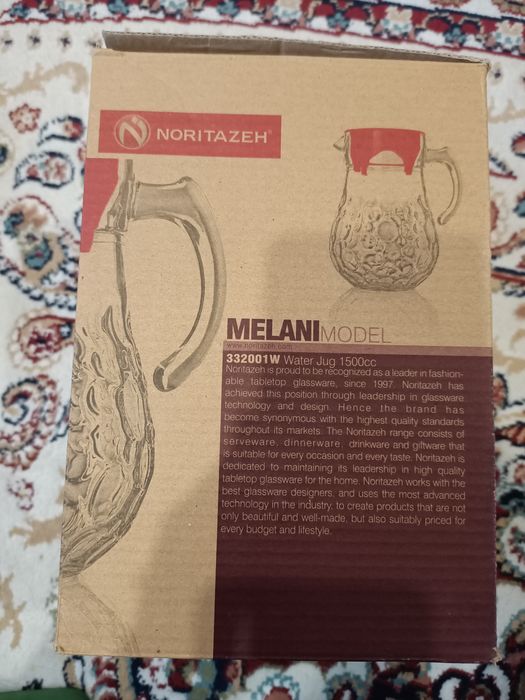 NORITAZEH®
MELANI MODEL
www.noritazeh.com
332001W Water Jug 1500cc
Noritazeh is proud to be recognized as a leader in fashion-
able tabletop glassware, since 1997. Noritazeh has
achieved this position through leadership in glassware
technology and design. Hence the brand has
become synonymous with the highest quality standards
throughout its markets. The Noritazeh range consists of
serveware, dinnerware, drinkware and giftware that
is suitable for every occasion and every taste. Noritazeh is
dedicated to maintaining its leadership in high quality
tabletop glassware for the home. Noritazeh works with the
best glassware designers, and uses the most advanced
technology in the industry, to create products that are not
only beautiful and well-made, but also suitably priced for
every budget and lifestyle.